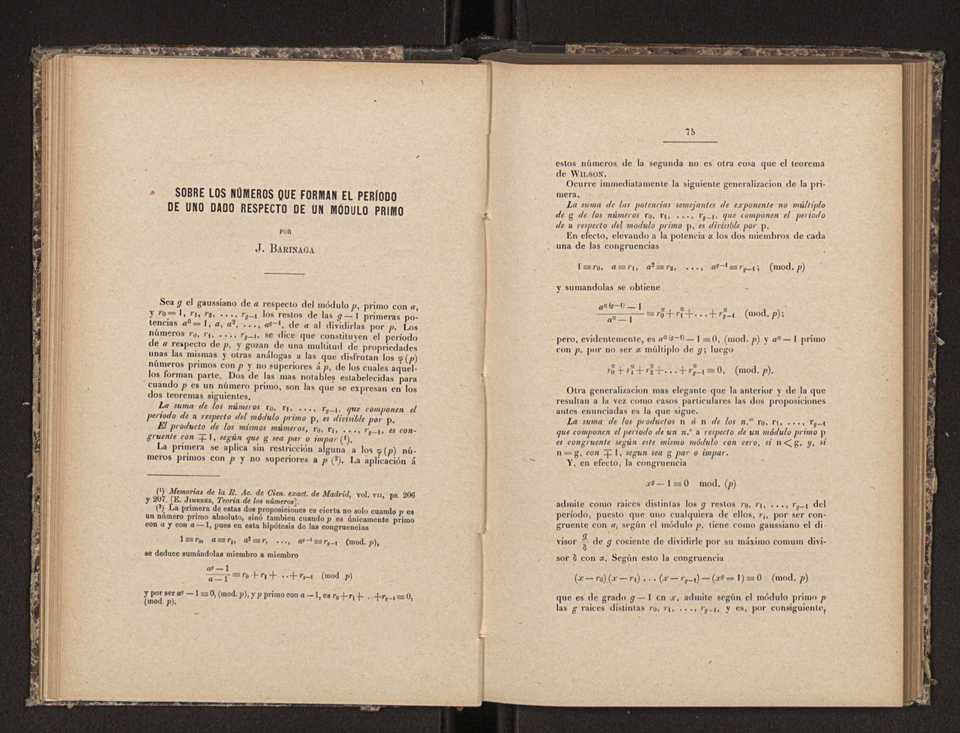 SOBRE LOS NÚMEROS QUE FORMAN EL PERÍODO
DE UNO DADO RESPECTO DE UN MÓDULO PRIMO
POR
J. BARINAGA
Sea g el gaussiano de a respecto del módulo p, primo con a,
y r₀ = 1, r₁, r₂, ...., r_{g−1} los restos de las g − 1 primeras po-
tencias a⁰ = 1, a, a², ...., a^{g−1}, de a al dividirlas por p. Los
números r₀, r₁, ...., r_{g−1}, se dice que constituyen el período
de a respecto de p, y gozan de una multitud de propriedades
unas las mismas y otras análogas a las que disfrutan los φ(p)
números primos con p y no superiores á p, de los cuales aquel-
los forman parte. Dos de las mas notables establecidas para
cuando p es un número primo, son las que se expresan en los
dos teoremas siguientes.
La suma de los números r₀, r₁, ...., r_{g−1}, que componen el
periodo de a respecto del módulo primo p, es divisible por p.
El producto de los mismos múmeros, r₀, r₁, ...., r_{g−1}, es con-
gruente con ∓ 1, según que g sea par o impar (¹).
La primera se aplica sin restricción alguna a los φ(p) nú-
meros primos con p y no superiores a p (²). La aplicación á
(¹) Memorias de la R. Ac. de Cien. exact. de Madrid, vol. VII, ps. 206
y 207. [E. JIMENEZ, Teoría de los números].
(²) La primera de estas dos proposiciones es cierta no solo cuando p es
un número primo absoluto, sinó tambien cuando p es únicamente primo
con a y con a − 1, pues en esta hipótesis de las congruencias
1 ≡ r₀, a ≡ r₁, a² ≡ r, ..., a^{g−1} ≡ r_{g−1} (mod. p),
se deduce sumándolas miembro a miembro
(a^g − 1)/(a − 1) ≡ r₀ + r₁ + ..+ r_{g−1} (mod p)
y por ser a^g − 1 ≡ 0, (mod. p), y p primo con a − 1, es r₀ + r₁ + ..+ r_{g−1} ≡ 0,
(mod. p).
75
estos números de la segunda no es otra cosa que el teorema
de WILSON.
Ocurre immediatamente la siguiente generalizacion de la pri-
mera.
La suma de las potencias semejantes de exponente no múltiplo
de g de los números r₀, r₁, ...., r_{g−1}, que componen el periodo
de a respecto del modulo primo p, es divisible por p.
En efecto, elevando a la potencia α los dos miembros de cada
una de las congruencias
1 ≡ r₀, a ≡ r₁, a² ≡ r₂, ..., a^{g−1} ≡ r_{g−1}; (mod. p)
y sumandolas se obtiene
(a^{α(g−1)} − 1)/(a^α − 1) ≡ r₀^α + r₁^α + . . + r_{g−1}^α (mod. p);
pero, evidentemente, es a^{α(g−1)} − 1 ≡ 0, (mod. p) y a^α − 1 primo
con p, por no ser α múltiplo de g; luego
r₀^α + r₁^α + r₂^α + . . . + r_{g−1}^α ≡ 0, (mod. p).
Otra generalizacion mas elegante que la anterior y de la que
resultan a la vez como casos particulares las dos proposiciones
antes enunciadas es la que sigue.
La suma de los productos n á n de los n.ᵒˢ r₀, r₁, ...., r_{g−1}
que componen el periodo de un n.º a respecto de un módulo primo p
es congruente según este mismo módulo con cero, si n < g, y, si
n = g, con ∓ 1, segun sea g par o impar.
Y, en efecto, la congruencia
x^g − 1 ≡ 0 mod. (p)
admite como raices distintas los g restos r₀, r₁, ...., r_{g−1} del
período, puesto que uno cualquiera de ellos, rᵢ, por ser con-
gruente con aⁱ, según el módulo p, tiene como gaussiano el di-
visor g/δ de g cociente de dividirle por su máximo comum divi-
sor δ con α. Según esto la congruencia
(x − r₀)(x − r₁) . . . (x − r_{g−1}) − (x^g = 1) ≡ 0 (mod. p)
que es de grado g − 1 en x, admite según el módulo primo p
las g raices distintas r₀, r₁, ...., r_{g−1}, y es, por consiguiente,